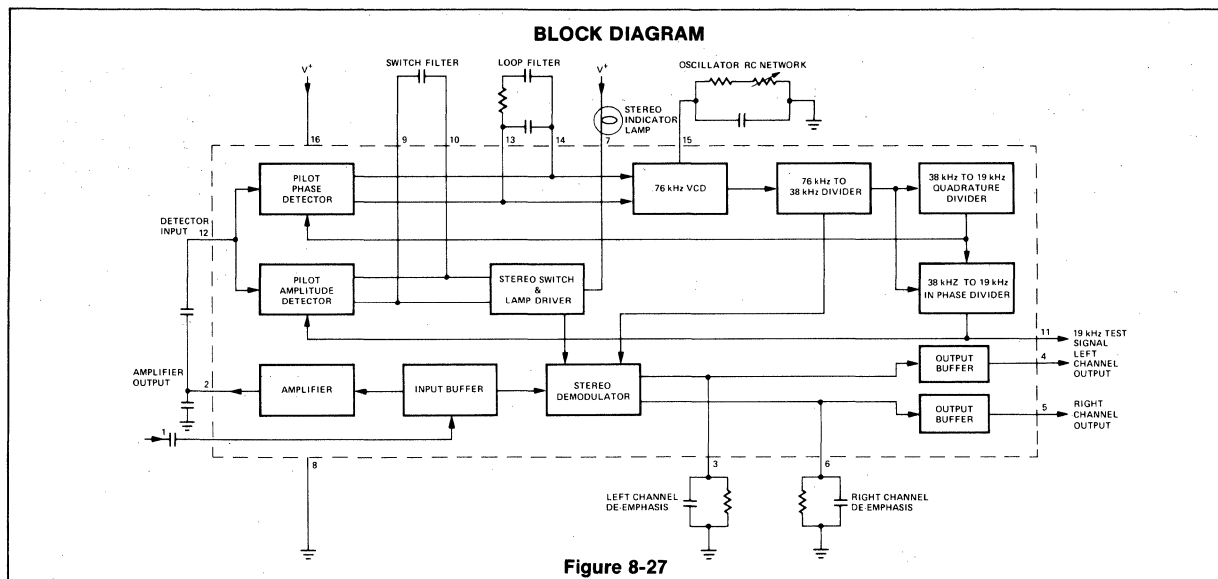 BLOCK DIAGRAM
V+
SWITCH FILTER
LOOP FILTER
V+
OSCILLATOR RC NETWORK
STEREO
INDICATOR
LAMP
16
9
10
13
14
7
15
PILOT
PHASE
DETECTOR
.76 kHz VCD
76 kHz TO
38 kHz DIVIDER
38 kHz TO 19 kHz
QUADRATURE
DIVIDER
DETECTOR
INPUT
12
PILOT
AMPLITUDE
DETECTOR
STEREO SWITCH
&
LAMP DRIVER
38 KHZ TO 19 kHz
IN PHASE DIVIDER
11
19 kHz TEST
SIGNAL
AMPLIFIER
OUTPUT
2
AMPLIFIER
INPUT BUFFER
STEREO
DEMODULATOR
OUTPUT
BUFFER
4
LEFT
CHANNEL
OUTPUT
OUTPUT
BUFFER
5
RIGHT
CHANNEL
OUTPUT
1
8
3
6
LEFT CHANNEL
DE-EMPHASIS
RIGHT CHANNEL
DE-EMPHASIS
Figure 8-27